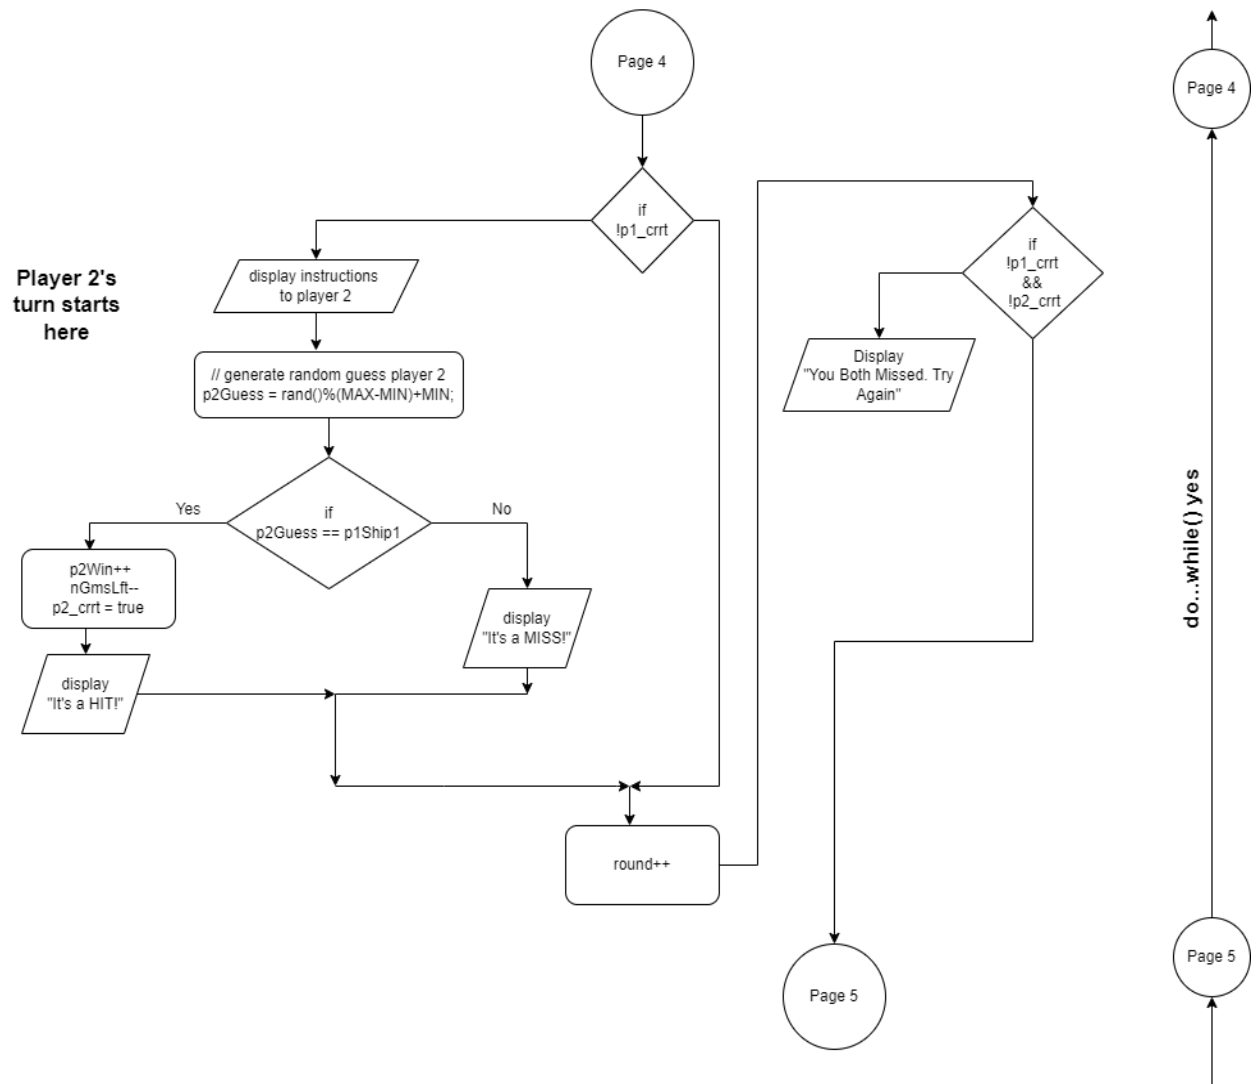 Page 4
if
!p1_crrt
Player 2's
turn starts
here
display instructions
to player 2
// generate random guess player 2
p2Guess = rand()%(MAX-MIN)+MIN;
if
p2Guess == p1Ship1
Yes
No
p2Win++
nGmsLft--
p2_crrt = true
display
"It's a HIT!"
display
"It's a MISS!"
round++
if
!p1_crrt
&&
!p2_crrt
Display
"You Both Missed. Try
Again"
Page 5
Page 4
do...while() yes
Page 5